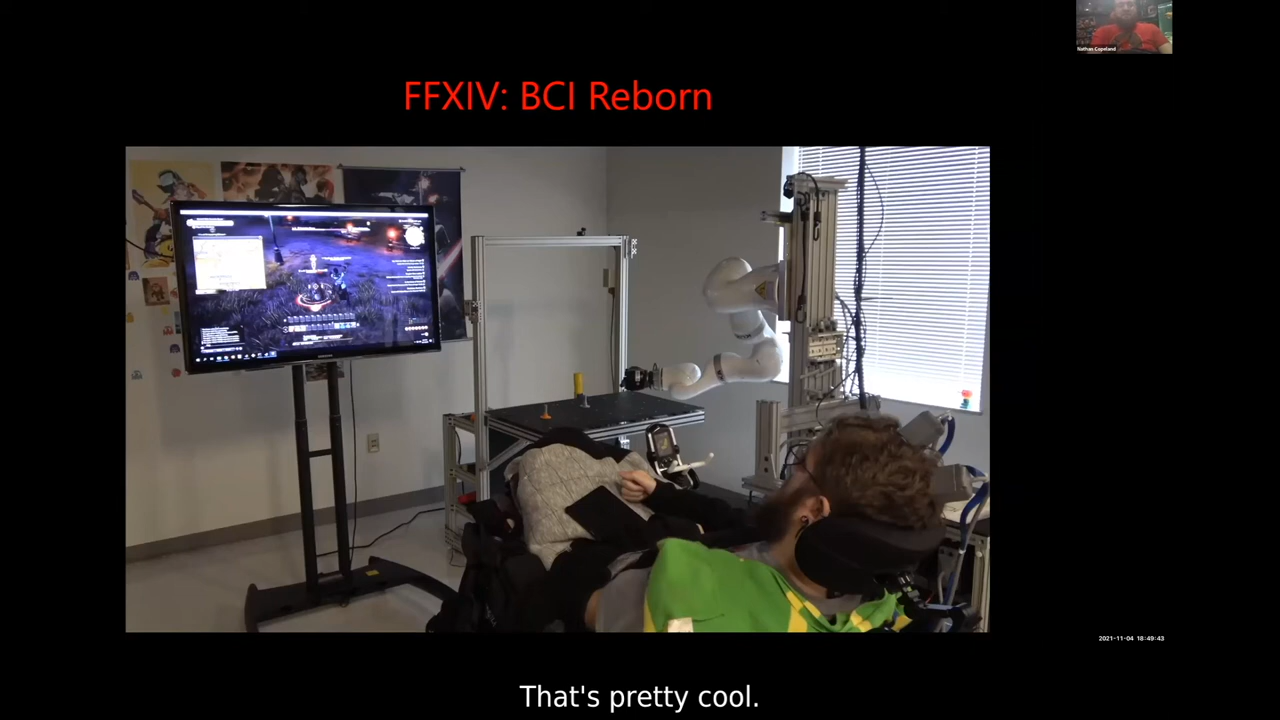 Nathan Copeland
FFXIV: BCI Reborn
2021-11-04 18:49:43
That's pretty cool.